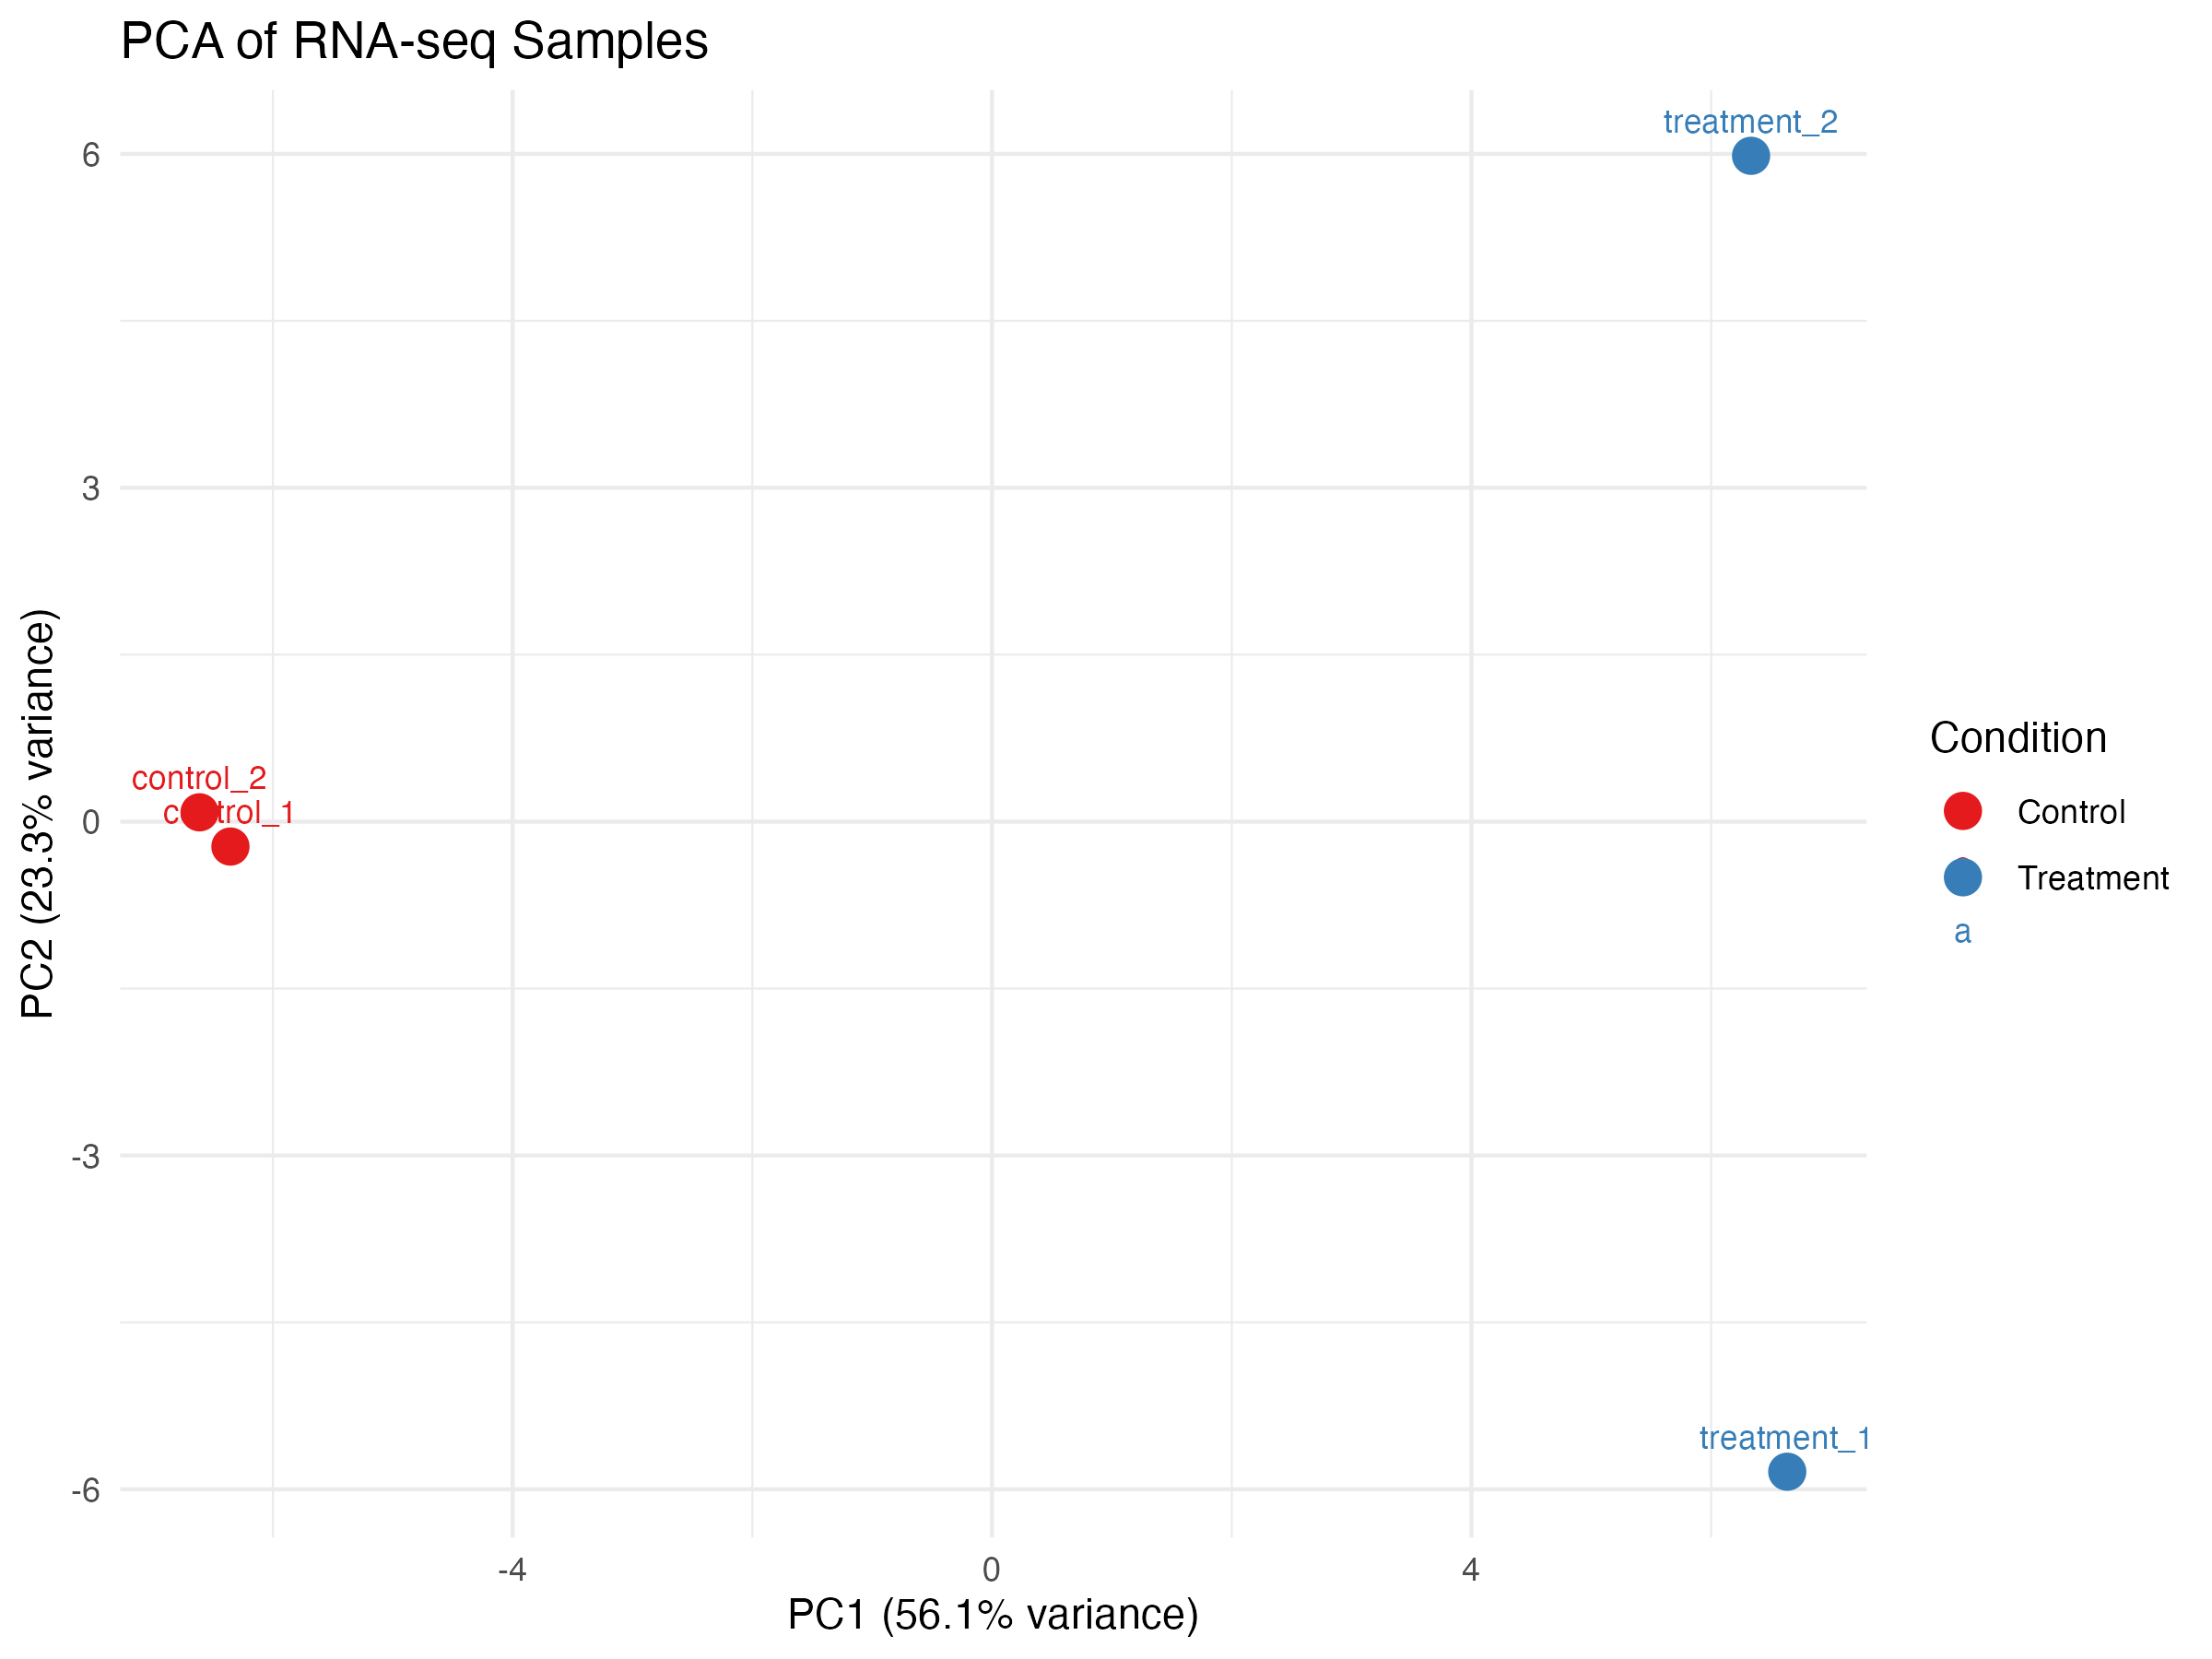 PCA of RNA-seq Samples
treatment_2
6
3
control_2
control_1
0
-3
treatment_1
-6
-4
0
4
PC1 (56.1% variance)
PC2 (23.3% variance)
Condition
Control
Treatment
a